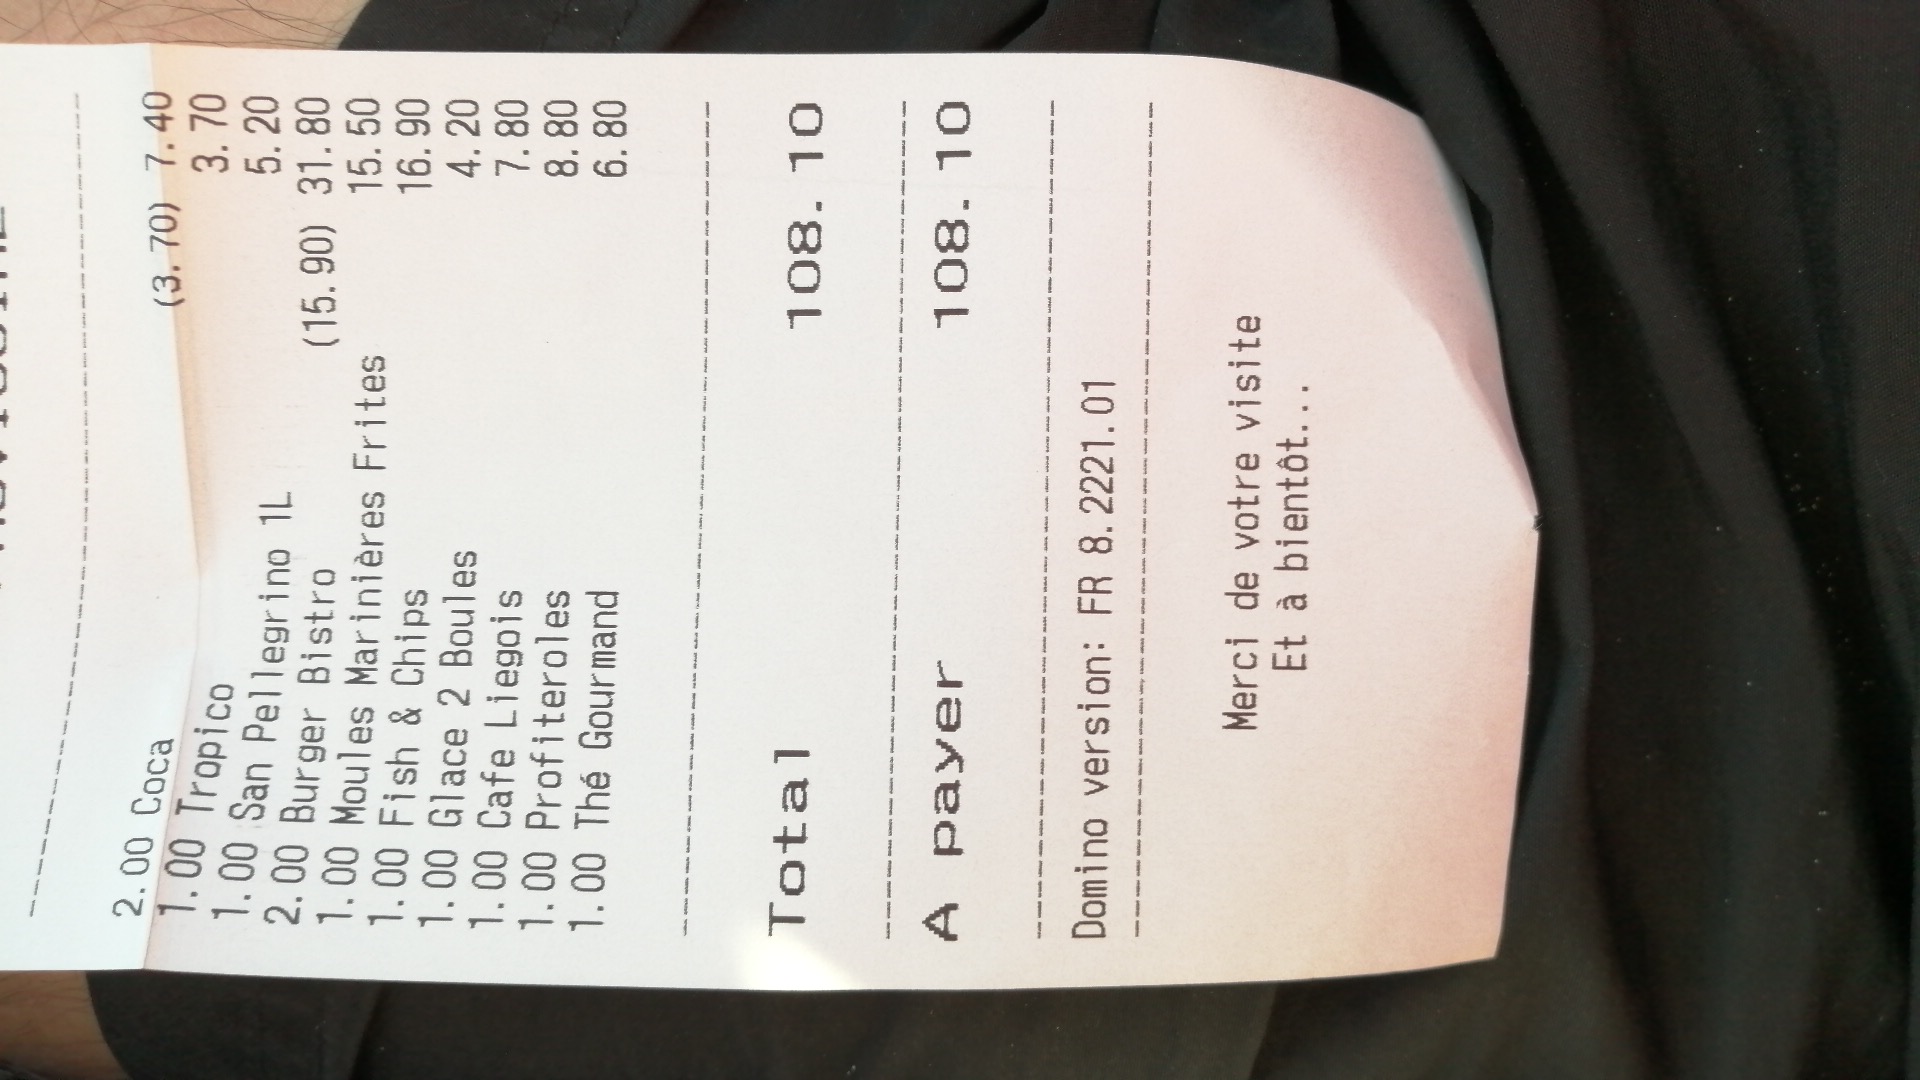 2.00 Coca (3.70) 7.40
1.00 Tropico 3.70
1.00 San Pellegrino 1L 5.20
2.00 Burger Bistro (15.90) 31.80
1.00 Moules Marinières Frites 15.50
1.00 Fish & Chips 16.90
1.00 Glace 2 Boules 4.20
1.00 Cafe Liegois 7.80
1.00 Profiteroles 8.80
1.00 Thé Gourmand 6.80
Total 108.10
A payer 108.10
Domino version: FR 8.2221.01
Merci de votre visite
Et à bientôt...